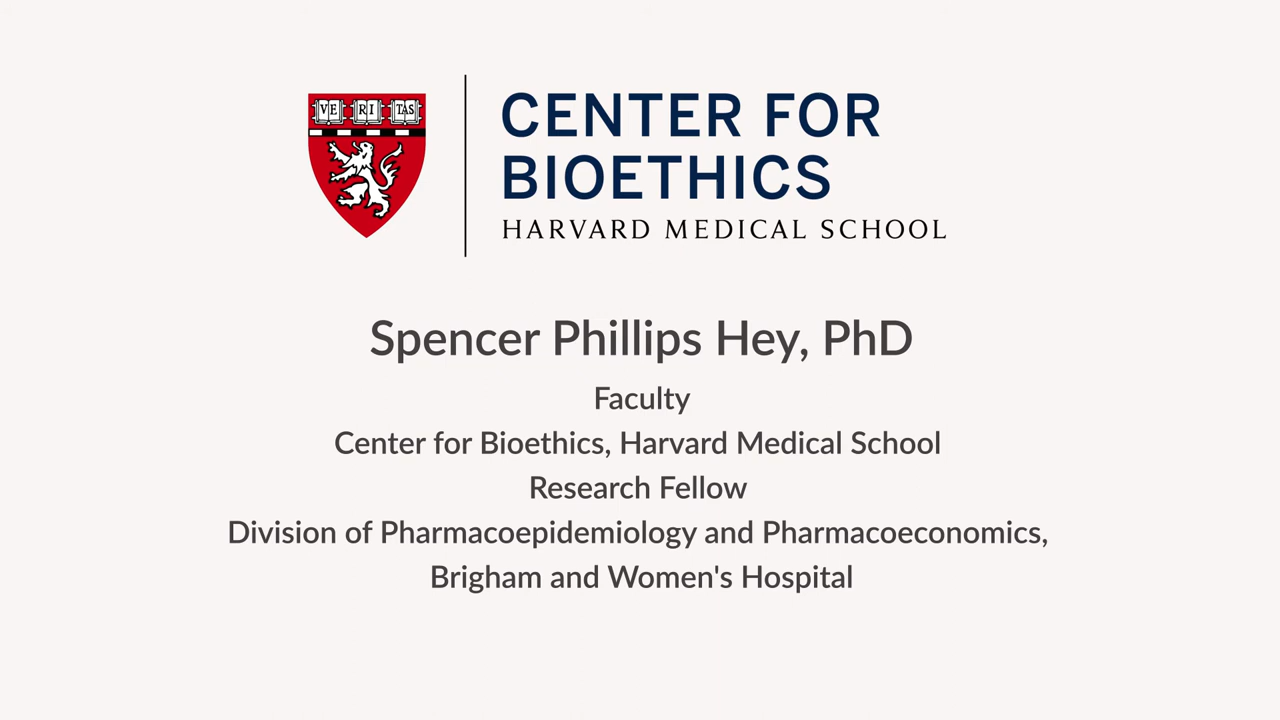 VE RI TAS
CENTER FOR
BIOETHICS
HARVARD MEDICAL SCHOOL
Spencer Phillips Hey, PhD
Faculty
Center for Bioethics, Harvard Medical School
Research Fellow
Division of Pharmacoepidemiology and Pharmacoeconomics,
Brigham and Women's Hospital